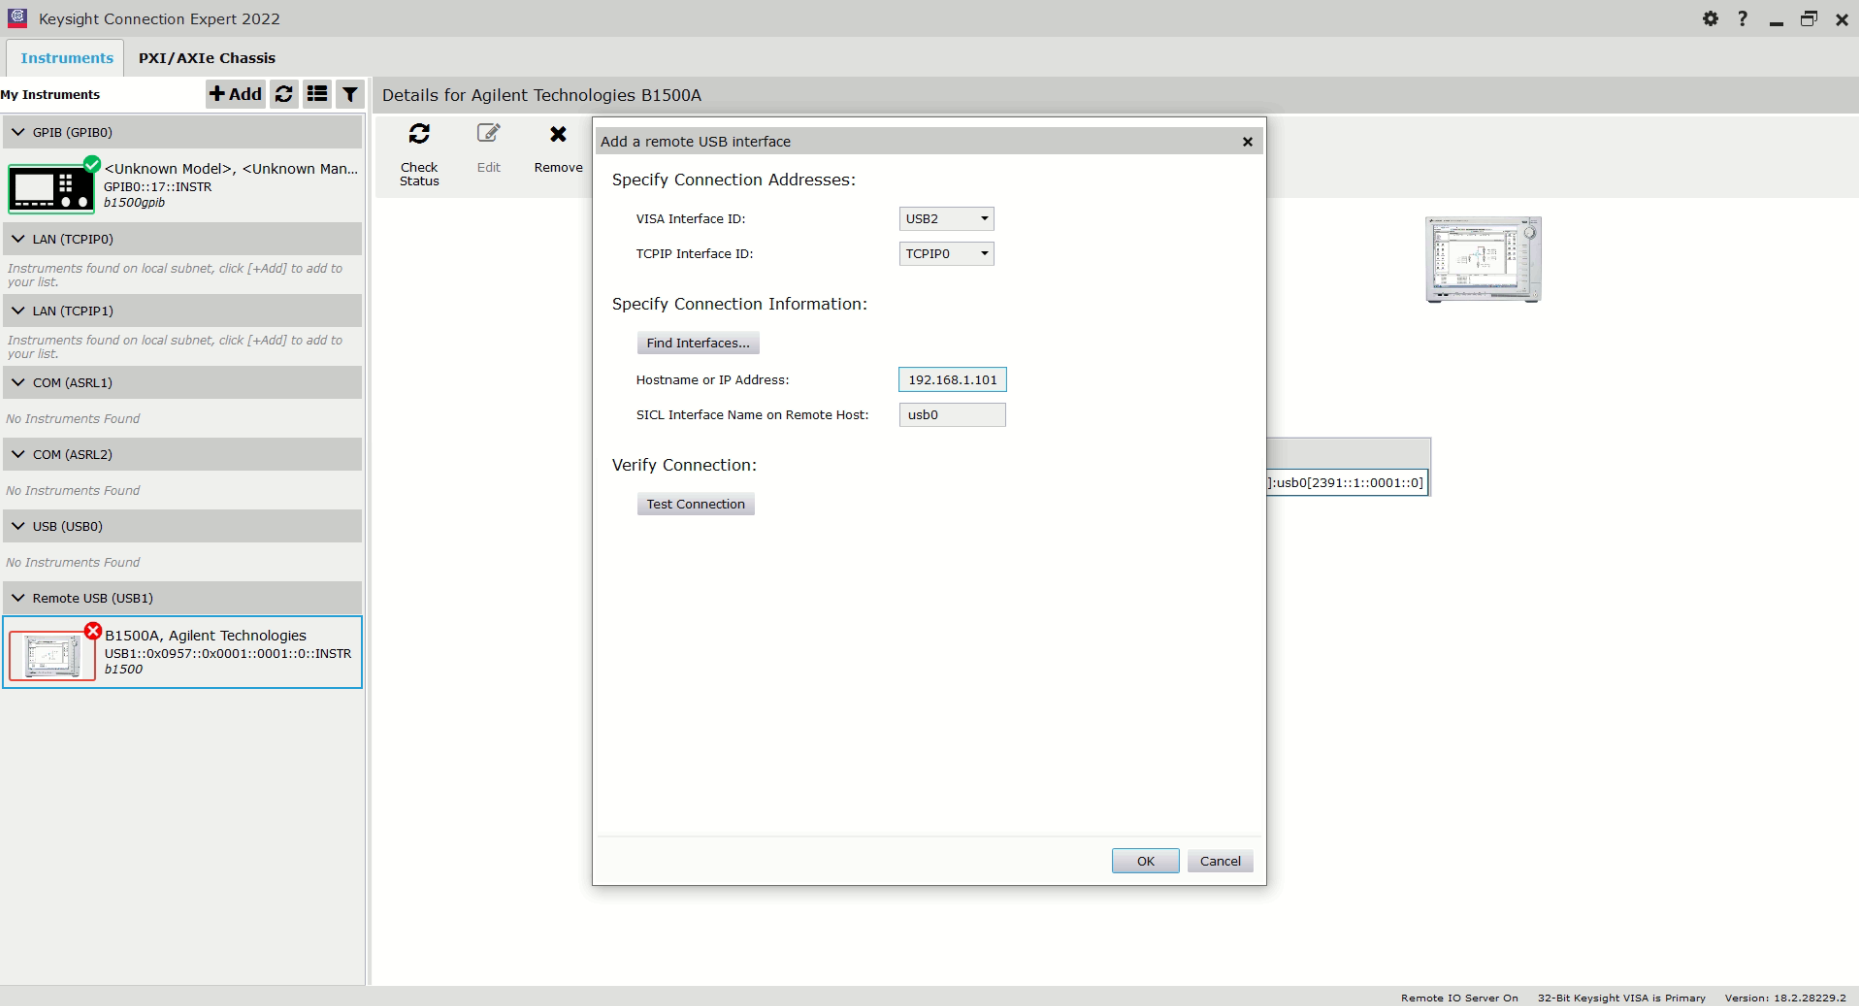 Keysight Connection Expert 2022
Instruments
PXI/AXIe Chassis
My Instruments
Add
Details for Agilent Technologies B1500A
GPIB (GPIB0)
<Unknown Model>, <Unknown Man...
GPIB0::17::INSTR
b1500gpib
LAN (TCPIP0)
Instruments found on local subnet, click [+Add] to add to
your list.
LAN (TCPIP1)
Instruments found on local subnet, click [+Add] to add to
your list.
COM (ASRL1)
No Instruments Found
COM (ASRL2)
No Instruments Found
USB (USB0)
No Instruments Found
Remote USB (USB1)
B1500A, Agilent Technologies
USB1::0x0957::0x0001::0001::0::INSTR
b1500
Check
Status
Edit
Remove
Add a remote USB interface
Specify Connection Addresses:
VISA Interface ID:
USB2
TCPIP Interface ID:
TCPIP0
Specify Connection Information:
Find Interfaces...
Hostname or IP Address:
192.168.1.101
SICL Interface Name on Remote Host:
usb0
Verify Connection:
Test Connection
OK
Cancel
]:usb0[2391::1::0001::0]
Remote IO Server On
32-Bit Keysight VISA is Primary
Version: 18.2.28229.2